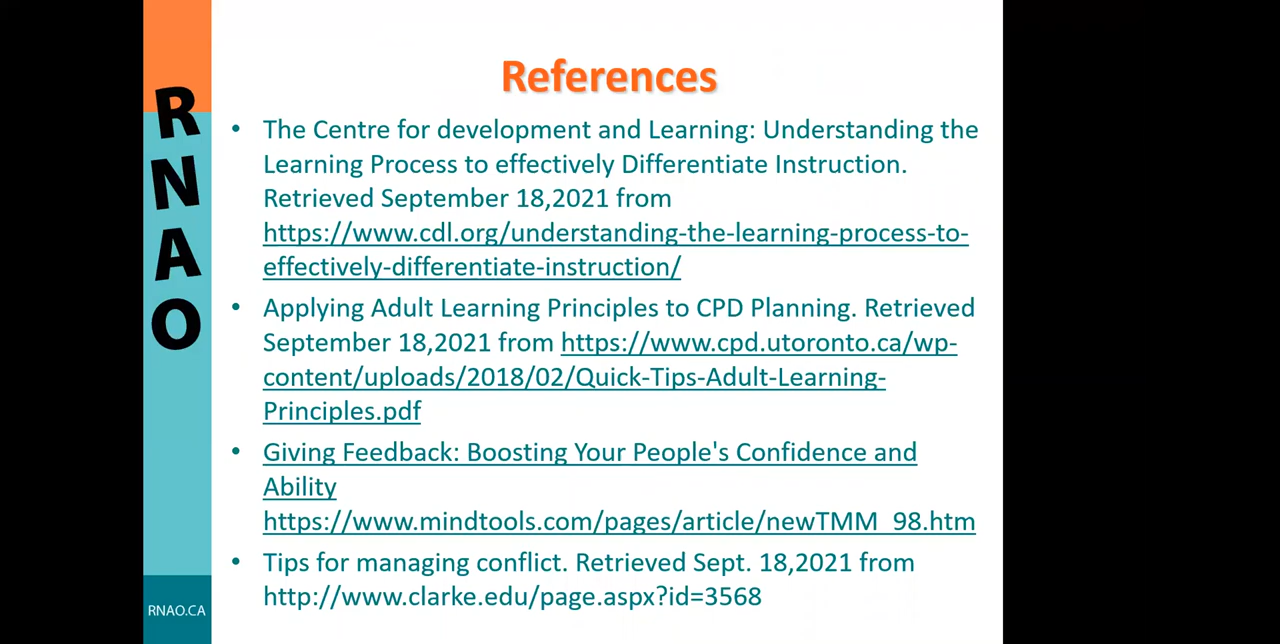 References
• The Centre for development and Learning: Understanding the
Learning Process to effectively Differentiate Instruction.
Retrieved September 18,2021 from
https://www.cdl.org/understanding-the-learning-process-to-
effectively-differentiate-instruction/
• Applying Adult Learning Principles to CPD Planning. Retrieved
September 18,2021 from https://www.cpd.utoronto.ca/wp-
content/uploads/2018/02/Quick-Tips-Adult-Learning-
Principles.pdf
• Giving Feedback: Boosting Your People's Confidence and
Ability
https://www.mindtools.com/pages/article/newTMM_98.htm
• Tips for managing conflict. Retrieved Sept. 18,2021 from
http://www.clarke.edu/page.aspx?id=3568
R
N
A
O
RNAO.CA